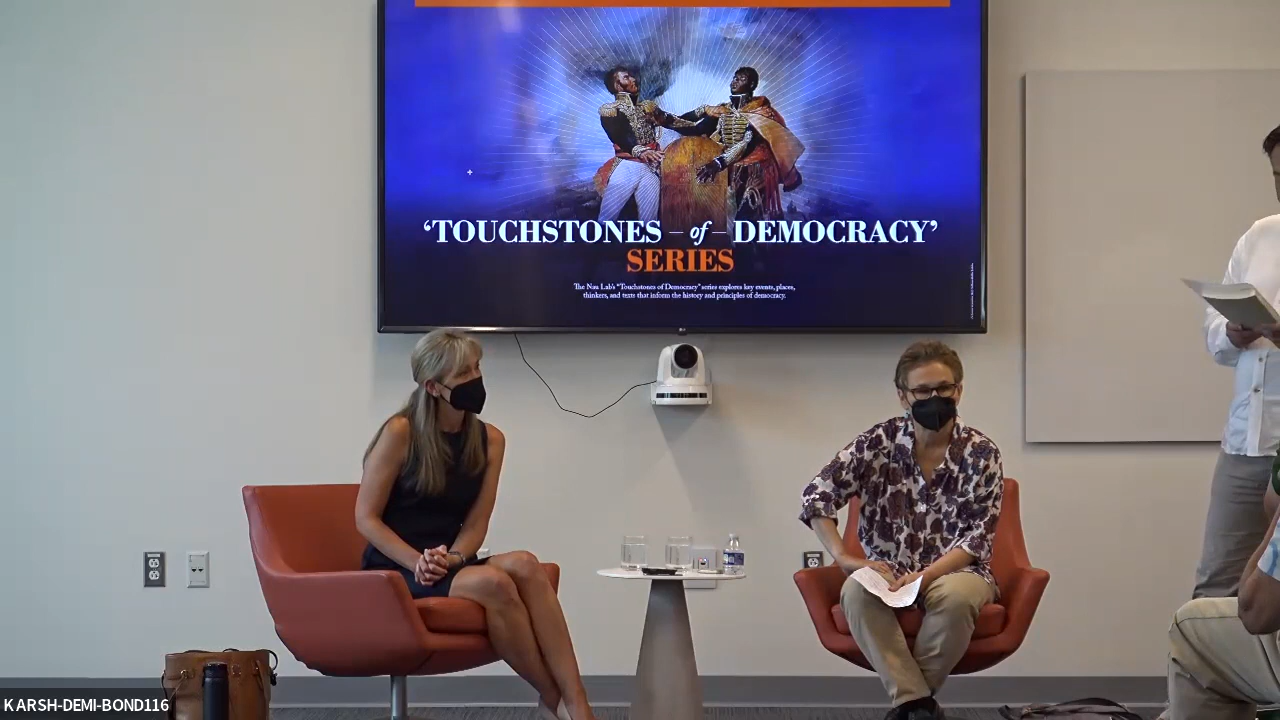 ‘TOUCHSTONES – of – DEMOCRACY’
SERIES
The Nau Lab's "Touchstones of Democracy" series explores key events, places,
thinkers, and texts that inform the history and principles of democracy.
KARSH-DEMI-BOND116